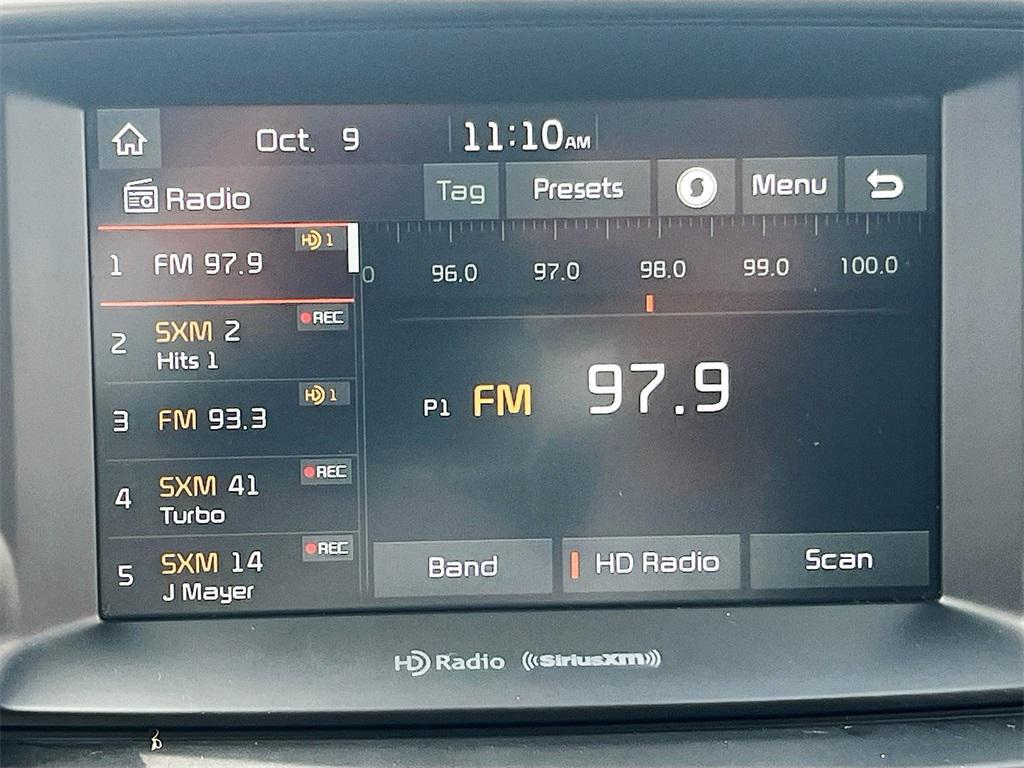 Oct. 9 11:10AM
Radio Tag Presets Menu
HD 1
1 FM 97.9
0 96.0 97.0 98.0 99.0 100.0
REC
2 SXM 2
Hits 1
HD 1
3 FM 93.3
P1 FM 97.9
REC
4 SXM 41
Turbo
REC
5 SXM 14
J Mayer
Band HD Radio Scan
HD Radio SiriusXM